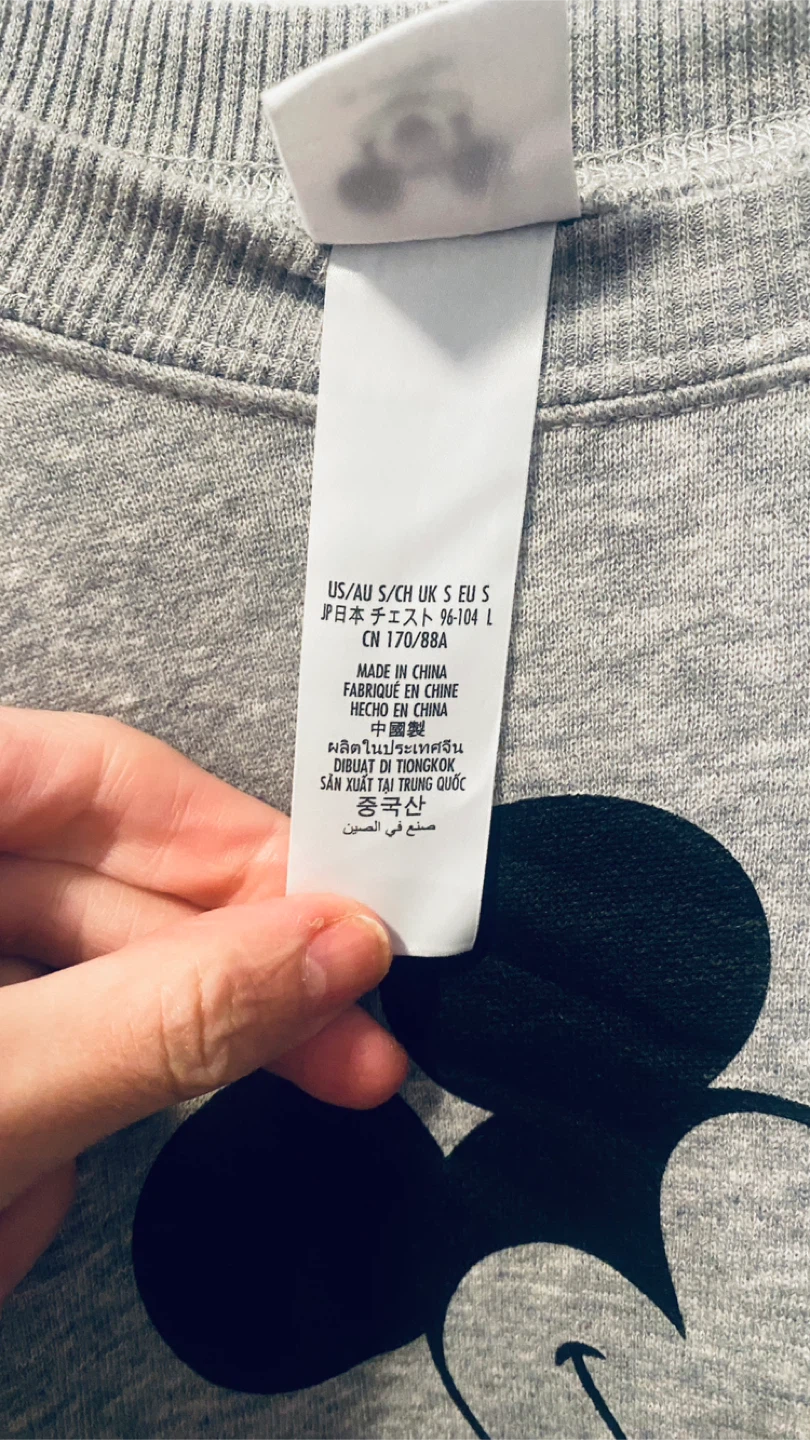 US/AU S/CH UK S EU S
JP日本 チェスト 96-104 L
CN 170/88A
MADE IN CHINA
FABRIQUÉ EN CHINE
HECHO EN CHINA
中國製
ผลิตในประเทศจีน
DIBUAT DI TIONGKOK
SẢN XUẤT TẠI TRUNG QUỐC
중국산
صنع في الصين